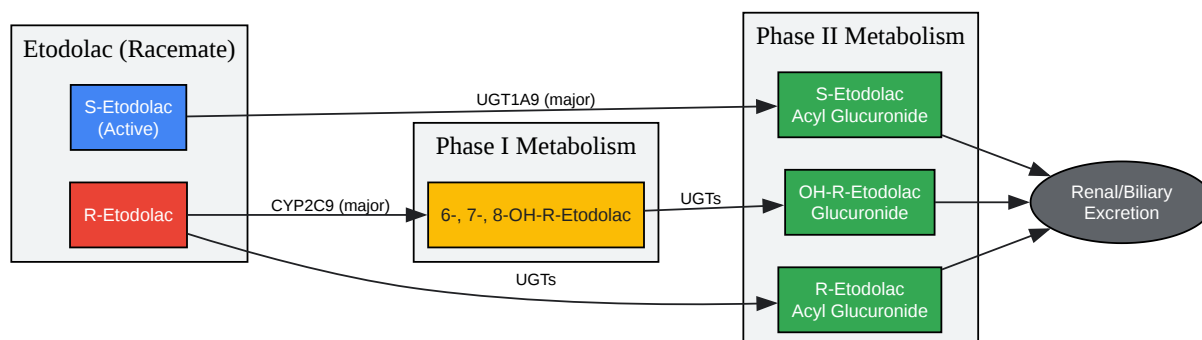 Etodolac (Racemate)
S-Etodolac
(Active)
R-Etodolac
UGT1A9 (major)
CYP2C9 (major)
UGTs
Phase I Metabolism
6-, 7-, 8-OH-R-Etodolac
UGTs
Phase II Metabolism
S-Etodolac
Acyl Glucuronide
OH-R-Etodolac
Glucuronide
R-Etodolac
Acyl Glucuronide
Renal/Biliary
Excretion